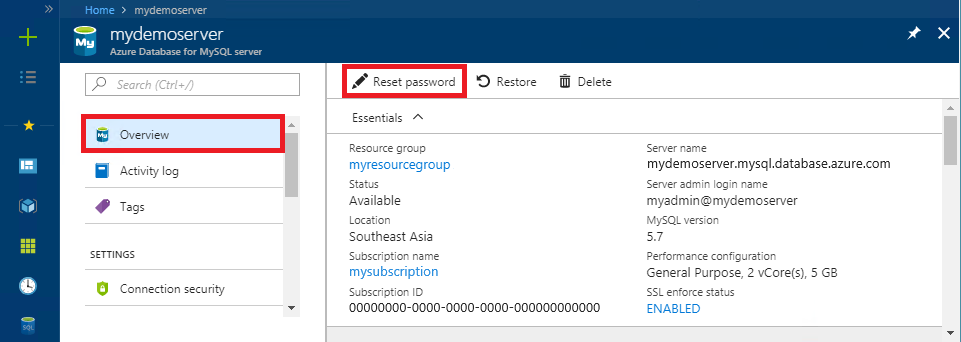 Home > mydemoserver
mydemoserver
Azure Database for MySQL server
Search (Ctrl+/)
Overview
Activity log
Tags
SETTINGS
Connection security
Reset password Restore Delete
Essentials
Resource group
myresourcegroup
Status
Available
Location
Southeast Asia
Subscription name
mysubscription
Subscription ID
00000000-0000-0000-0000-000000000000
Server name
mydemoserver.mysql.database.azure.com
Server admin login name
myadmin@mydemoserver
MySQL version
5.7
Performance configuration
General Purpose, 2 vCore(s), 5 GB
SSL enforce status
ENABLED
My
My
SQL